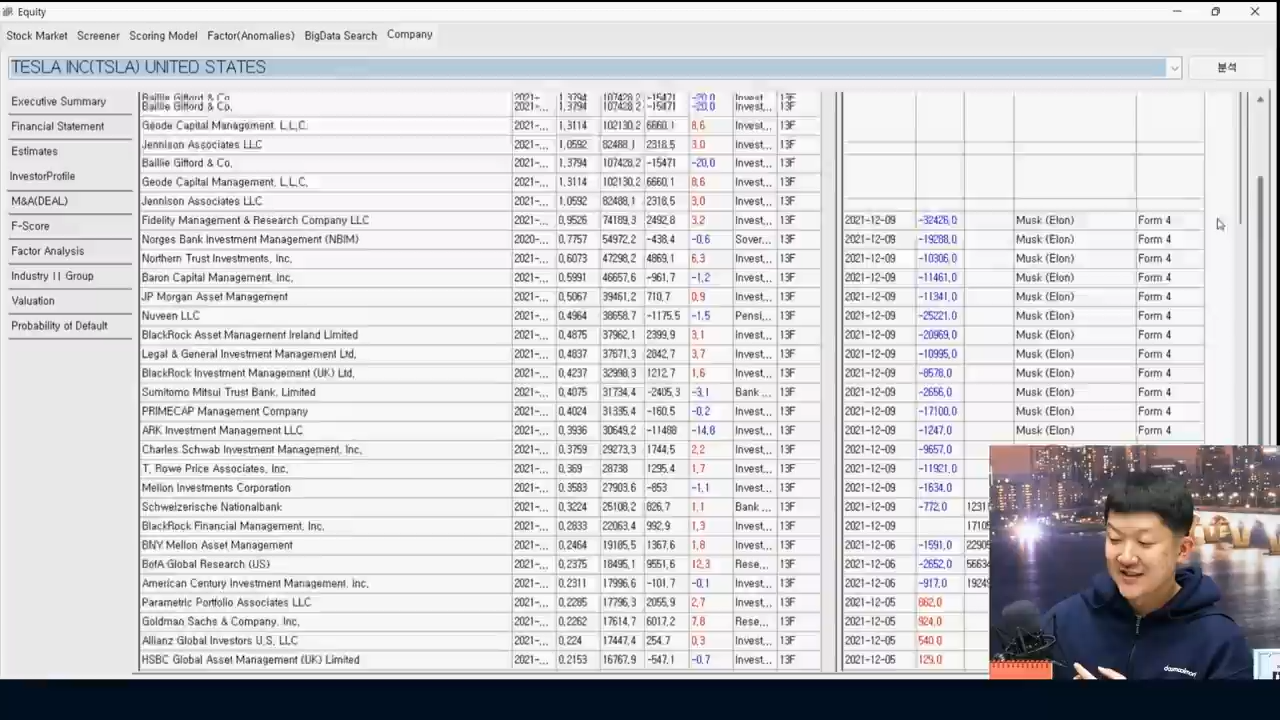 Equity
Stock Market Screener Scoring Model Factor(Anomalies) BigData Search Company
TESLA INC(TSLA) UNITED STATES 분석
Executive Summary
Financial Statement
Estimates
InvestorProfile
M&A(DEAL)
F-Score
Factor Analysis
Industry 11 Group
Valuation
Probability of Default
Baillie Gifford & Co, 2021-... 1,3794 107428,2 -15471 -20,0 Invest,,, 13F
Baillie Gifford & Co, 2021-... 1,3794 107428,2 -15471 -20,0 Invest,,, 13F
Geode Capital Management, L,L,C, 2021-... 1,3114 102130,2 6660,1 8,6 Invest,,, 13F
Jennison Associates LLC 2021-... 1,0592 82488,1 2318,5 3,0 Invest,,, 13F
Baillie Gifford & Co, 2021-... 1,3794 107428,2 -15471 -20,0 Invest,,, 13F
Geode Capital Management, L,L,C, 2021-... 1,3114 102130,2 6660,1 8,6 Invest,,, 13F
Jennison Associates LLC 2021-... 1,0592 82488,1 2318,5 3,0 Invest,,, 13F
Fidelity Management & Research Company LLC 2021-... 0,9526 74189,3 2492,8 3,2 Invest,,, 13F 2021-12-09 -32426,0 Musk (Elon) Form 4
Norges Bank Investment Management (NBIM) 2020-... 0,7757 54972,2 -438,4 -0,6 Sover,,, 13F 2021-12-09 -19288,0 Musk (Elon) Form 4
Northern Trust Investments, Inc, 2021-... 0,6073 47298,2 4869,1 6,3 Invest,,, 13F 2021-12-09 -10306,0 Musk (Elon) Form 4
Baron Capital Management, Inc, 2021-... 0,5991 46657,6 -961,7 -1,2 Invest,,, 13F 2021-12-09 -11461,0 Musk (Elon) Form 4
JP Morgan Asset Management 2021-... 0,5067 39461,2 710,7 0,9 Invest,,, 13F 2021-12-09 -11341,0 Musk (Elon) Form 4
Nuveen LLC 2021-... 0,4964 38658,7 -1175,5 -1,5 Pensi,,, 13F 2021-12-09 -25221,0 Musk (Elon) Form 4
BlackRock Asset Management Ireland Limited 2021-... 0,4875 37962,1 2399,9 3,1 Invest,,, 13F 2021-12-09 -20969,0 Musk (Elon) Form 4
Legal & General Investment Management Ltd, 2021-... 0,4837 37671,3 2842,7 3,7 Invest,,, 13F 2021-12-09 -10995,0 Musk (Elon) Form 4
BlackRock Investment Management (UK) Ltd, 2021-... 0,4237 32998,3 1212,7 1,6 Invest,,, 13F 2021-12-09 -8578,0 Musk (Elon) Form 4
Sumitomo Mitsui Trust Bank, Limited 2021-... 0,4075 31734,4 -2405,3 -3,1 Bank ,,, 13F 2021-12-09 -2656,0 Musk (Elon) Form 4
PRIMECAP Management Company 2021-... 0,4024 31335,4 -160,5 -0,2 Invest,,, 13F 2021-12-09 -17100,0 Musk (Elon) Form 4
ARK Investment Management LLC 2021-... 0,3936 30649,2 -11488 -14,8 Invest,,, 13F 2021-12-09 -1247,0 Musk (Elon) Form 4
Charles Schwab Investment Management, Inc, 2021-... 0,3759 29273,3 1744,5 2,2 Invest,,, 13F 2021-12-09 -9657,0
T, Rowe Price Associates, Inc, 2021-... 0,369 28738 1295,4 1,7 Invest,,, 13F 2021-12-09 -11921,0
Mellon Investments Corporation 2021-... 0,3583 27903,6 -853 -1,1 Invest,,, 13F 2021-12-09 -1634,0
Schweizerische Nationalbank 2021-... 0,3224 25108,2 826,7 1,1 Bank ,,, 13F 2021-12-09 -772,0 1231
BlackRock Financial Management, Inc, 2021-... 0,2833 22063,4 992,9 1,3 Invest,,, 13F 2021-12-09 1710
BNY Mellon Asset Management 2021-... 0,2464 19185,5 1367,6 1,8 Invest,,, 13F 2021-12-06 -1591,0 2290
BofA Global Research (US) 2021-... 0,2375 18495,1 9551,6 12,3 Rese,,, 13F 2021-12-06 -2652,0 5663
American Century Investment Management, Inc, 2021-... 0,2311 17996,6 -101,7 -0,1 Invest,,, 13F 2021-12-06 -917,0 1924
Parametric Portfolio Associates LLC 2021-... 0,2285 17796,3 2055,9 2,7 Invest,,, 13F 2021-12-05 662,0
Goldman Sachs & Company, Inc, 2021-... 0,2262 17614,7 6017,2 7,8 Rese,,, 13F 2021-12-05 924,0
Allianz Global Investors U,S, LLC 2021-... 0,224 17447,4 254,7 0,3 Invest,,, 13F 2021-12-05 540,0
HSBC Global Asset Management (UK) Limited 2021-... 0,2153 16767,9 -547,1 -0,7 Invest,,, 13F 2021-12-05 129,0